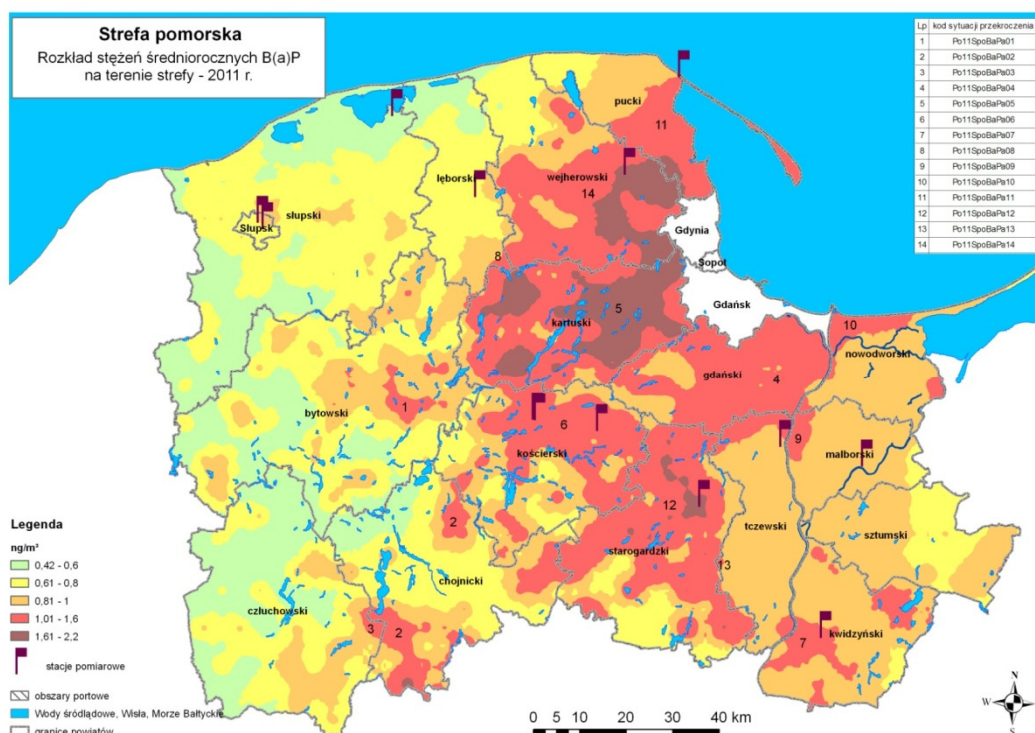 Strefa pomorska
Rozkład stężeń średniorocznych B(a)P
na terenie strefy - 2011 r.
Lp kod sytuacji przekroczenia
1 Po11SpoBaPa01
2 Po11SpoBaPa02
3 Po11SpoBaPa03
4 Po11SpoBaPa04
5 Po11SpoBaPa05
6 Po11SpoBaPa06
7 Po11SpoBaPa07
8 Po11SpoBaPa08
9 Po11SpoBaPa09
10 Po11SpoBaPa10
11 Po11SpoBaPa11
12 Po11SpoBaPa12
13 Po11SpoBaPa13
14 Po11SpoBaPa14
pucki
11
lęborski
wejherowski
14
słupski
Słupsk
Gdynia
Sopot
8
Gdańsk
5
kartuski
10
nowodworski
gdański
4
bytowski
1
6
kościerski
9
malborski
12
2
tczewski
sztumski
starogardzki
13
chojnicki
człuchowski
3
2
7
kwidzyński
Legenda
ng/m³
0,42 - 0,6
0,61 - 0,8
0,81 - 1
1,01 - 1,6
1,61 - 2,2
stacje pomiarowe
obszary portowe
Wody śródlądowe, Wisła, Morze Bałtyckie
granice powiatów
0 5 10 20 30 40 km
N
W
S